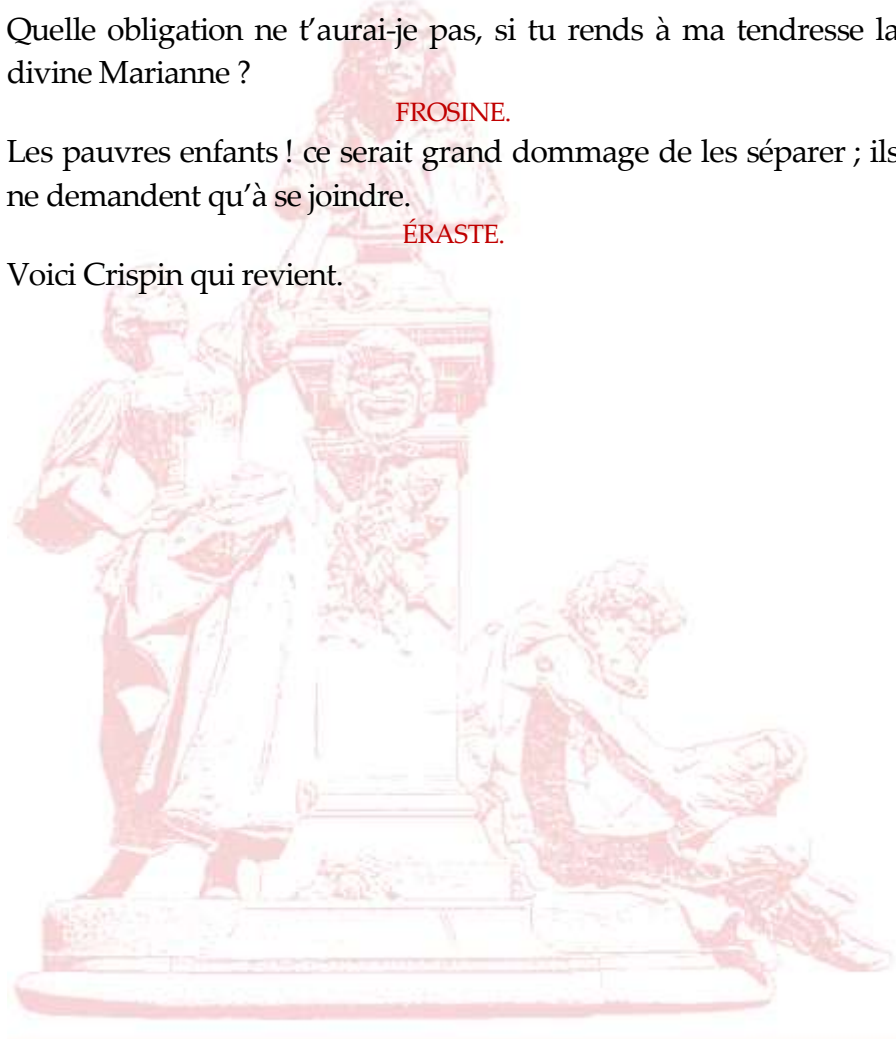 Quelle obligation ne t’aurai-je pas, si tu rends à ma tendresse la
divine Marianne ?
FROSINE.
Les pauvres enfants ! ce serait grand dommage de les séparer ; ils
ne demandent qu’à se joindre.
ÉRASTE.
Voici Crispin qui revient.